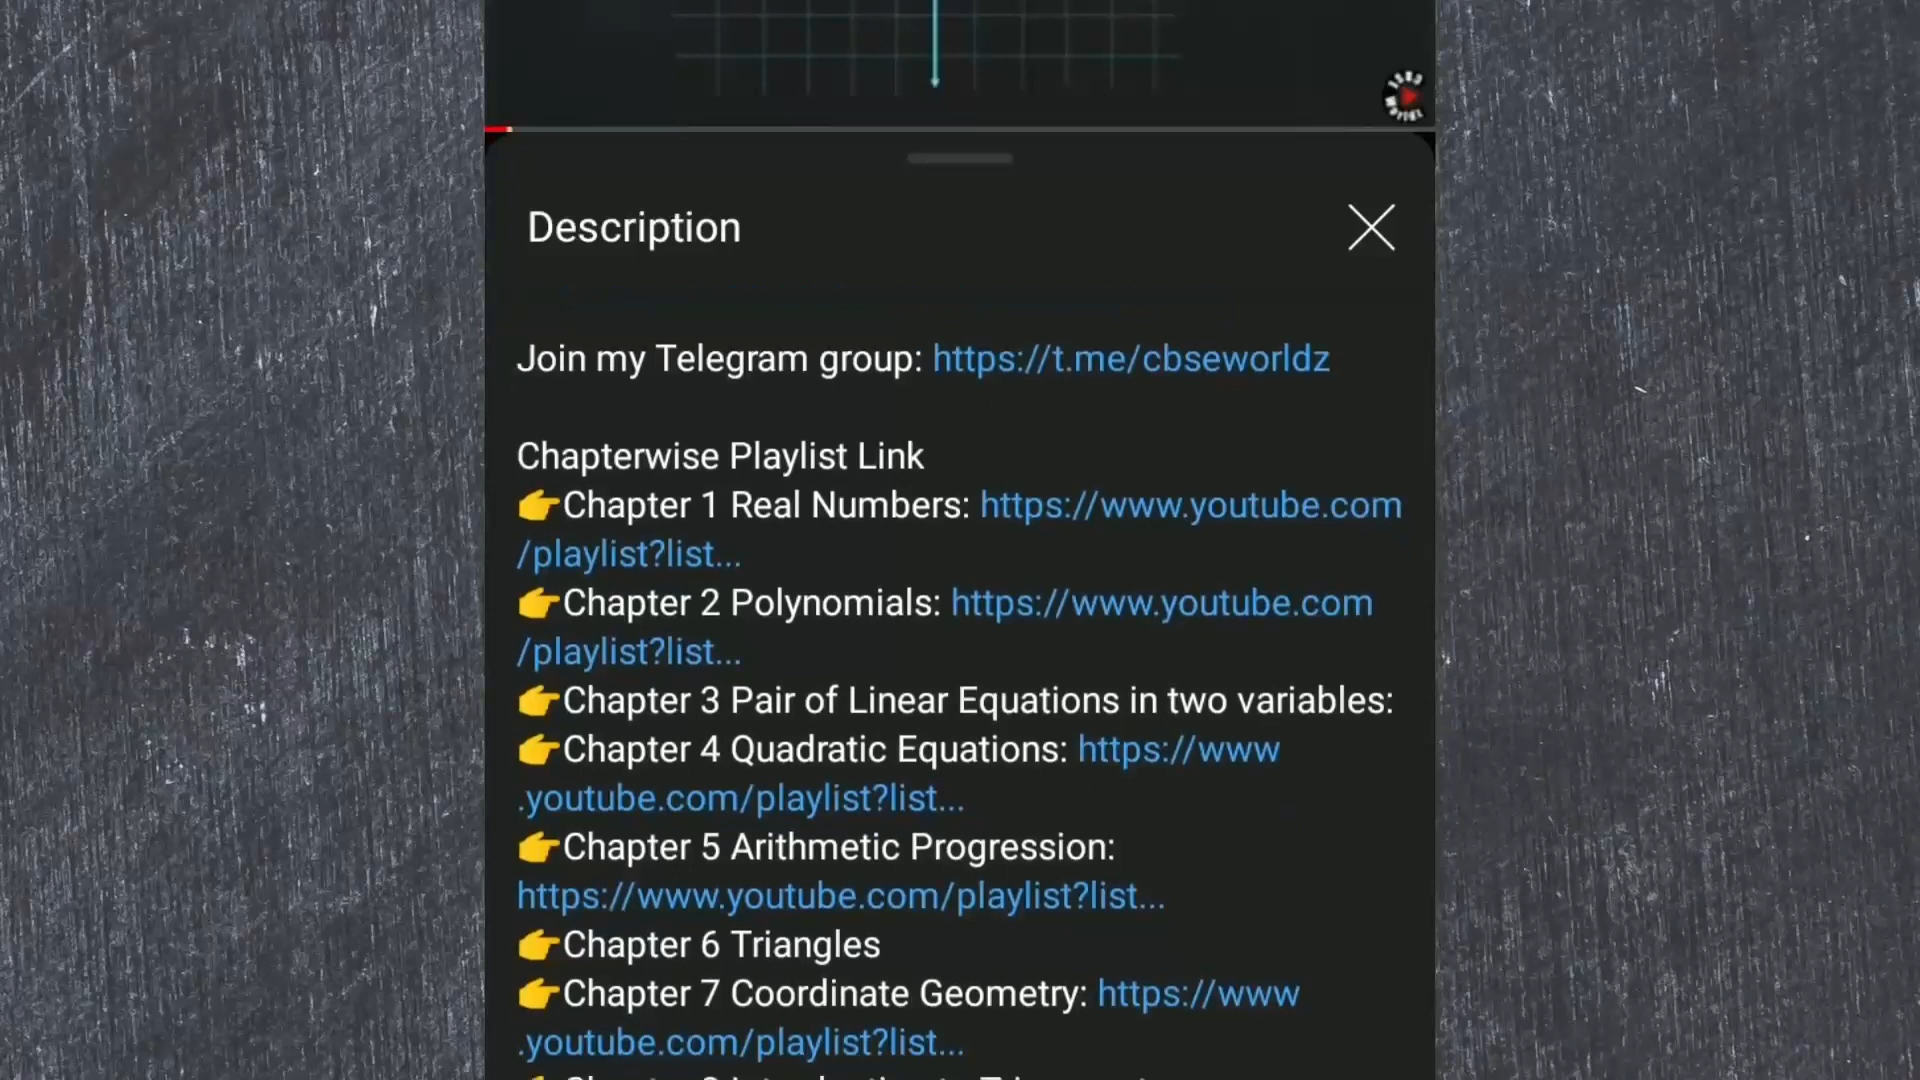 Description
Join my Telegram group: https://t.me/cbseworldz
Chapterwise Playlist Link
👉Chapter 1 Real Numbers: https://www.youtube.com
/playlist?list...
👉Chapter 2 Polynomials: https://www.youtube.com
/playlist?list...
👉Chapter 3 Pair of Linear Equations in two variables:
👉Chapter 4 Quadratic Equations: https://www
.youtube.com/playlist?list...
👉Chapter 5 Arithmetic Progression:
https://www.youtube.com/playlist?list...
👉Chapter 6 Triangles
👉Chapter 7 Coordinate Geometry: https://www
.youtube.com/playlist?list...